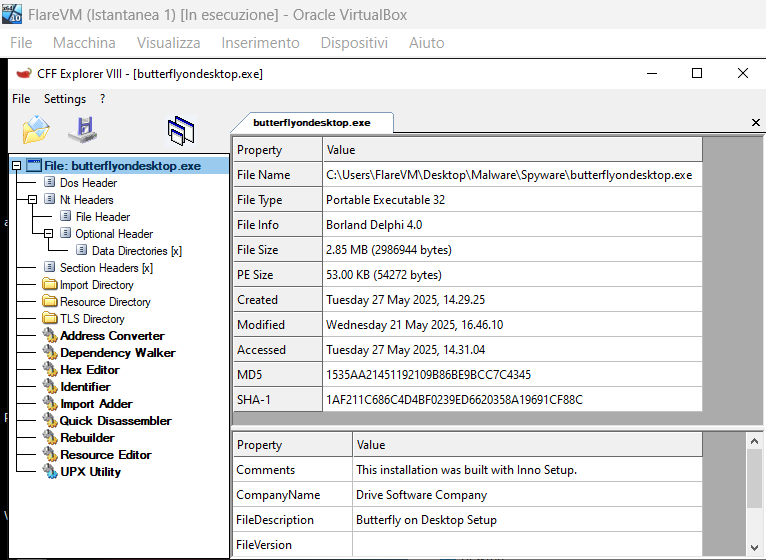 FlareVM (Istantanea 1) [In esecuzione] - Oracle VirtualBox
File Macchina Visualizza Inserimento Dispositivi Aiuto
CFF Explorer VIII - [butterflyondesktop.exe]
File Settings ?
butterflyondesktop.exe
File: butterflyondesktop.exe
Dos Header
Nt Headers
File Header
Optional Header
Data Directories [x]
Section Headers [x]
Import Directory
Resource Directory
TLS Directory
Address Converter
Dependency Walker
Hex Editor
Identifier
Import Adder
Quick Disassembler
Rebuilder
Resource Editor
UPX Utility
Property Value
File Name C:\Users\FlareVM\Desktop\Malware\Spyware\butterflyondesktop.exe
File Type Portable Executable 32
File Info Borland Delphi 4.0
File Size 2.85 MB (2986944 bytes)
PE Size 53.00 KB (54272 bytes)
Created Tuesday 27 May 2025, 14.29.25
Modified Wednesday 21 May 2025, 16.46.10
Accessed Tuesday 27 May 2025, 14.31.04
MD5 1535AA21451192109B86BE9BCC7C4345
SHA-1 1AF211C686C4D4BF0239ED6620358A19691CF88C
Property Value
Comments This installation was built with Inno Setup.
CompanyName Drive Software Company
FileDescription Butterfly on Desktop Setup
FileVersion